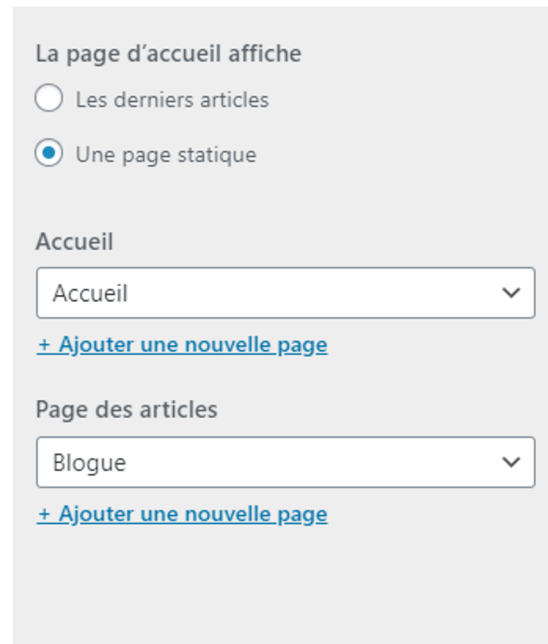 La page d’accueil affiche
Les derniers articles
Une page statique
Accueil
Accueil
+ Ajouter une nouvelle page
Page des articles
Blogue
+ Ajouter une nouvelle page